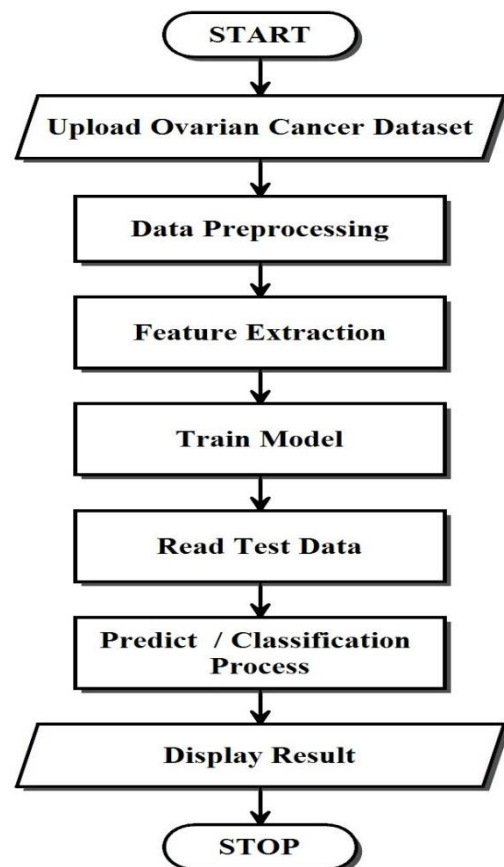 START
Upload Ovarian Cancer Dataset
Data Preprocessing
Feature Extraction
Train Model
Read Test Data
Predict / Classification
Process
Display Result
STOP